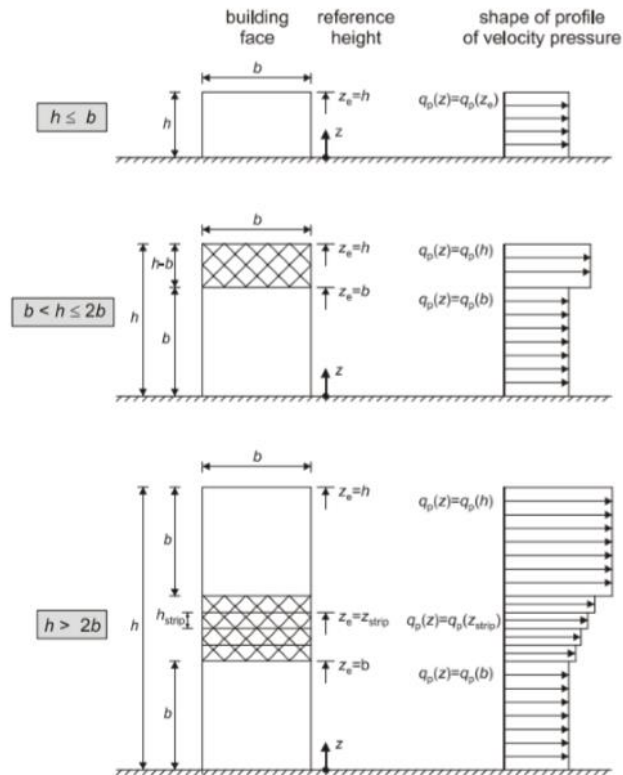 building face
reference height
shape of profile of velocity pressure
h ≤ b
b
h
z_e=h
z
q_p(z)=q_p(z_e)
b < h ≤ 2b
b
h
h-b
b
z_e=h
z_e=b
z
q_p(z)=q_p(h)
q_p(z)=q_p(b)
h > 2b
b
h
b
h_strip
b
z_e=h
z_e=z_strip
z_e=b
z
q_p(z)=q_p(h)
q_p(z)=q_p(z_strip)
q_p(z)=q_p(b)